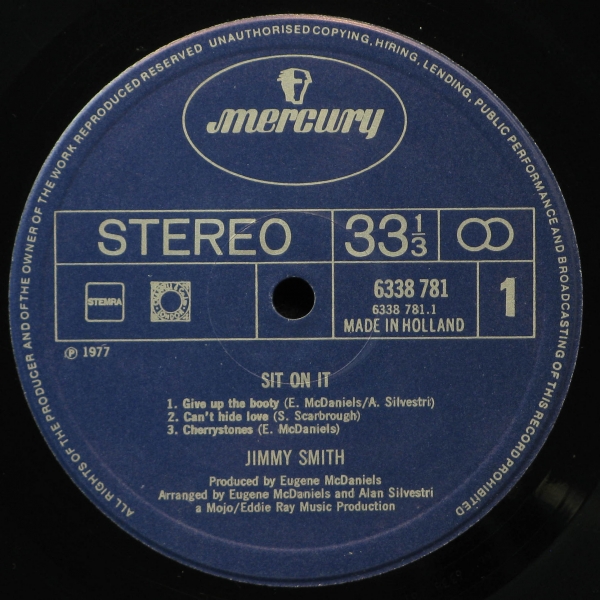 ALL RIGHTS OF THE PRODUCER AND OF THE OWNER OF THE WORK REPRODUCED RESERVED UNAUTHORISED COPYING, HIRING, LENDING, PUBLIC PERFORMANCE AND BROADCASTING OF THIS RECORD PROHIBITED
mercury
STEREO
33 1/3
STEMRA
6338 781
6338 781.1
MADE IN HOLLAND
1
Ⓟ 1977
SIT ON IT
1. Give up the booty (E. McDaniels/A. Silvestri)
2. Can't hide love (S. Scarbrough)
3. Cherrystones (E. McDaniels)
JIMMY SMITH
Produced by Eugene McDaniels
Arranged by Eugene McDaniels and Alan Silvestri
a Mojo/Eddie Ray Music Production